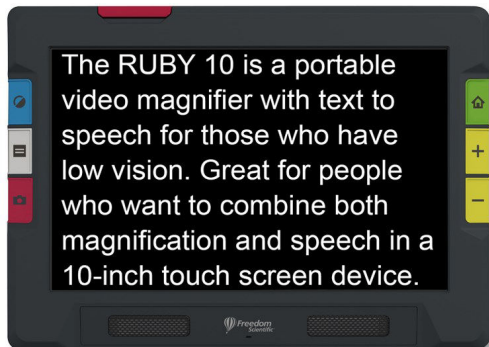 The RUBY 10 is a portable
video magnifier with text to
speech for those who have
low vision. Great for people
who want to combine both
magnification and speech in a
10-inch touch screen device.
Freedom
Scientific